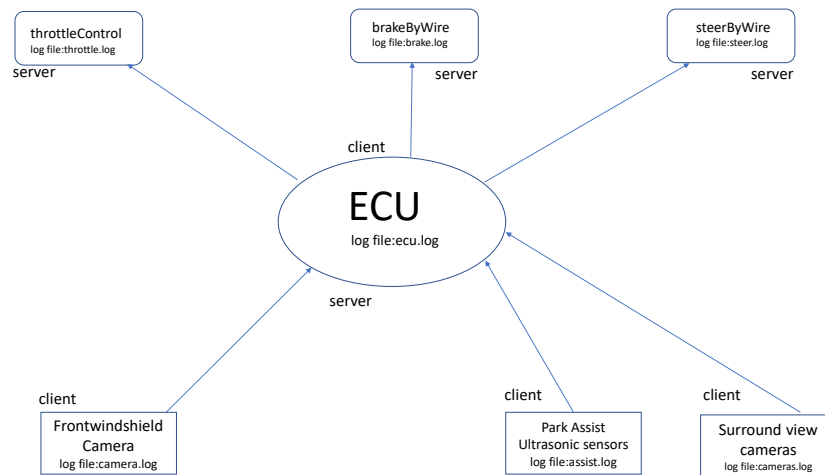 throttleControl
log file:throttle.log
server
brakeByWire
log file:brake.log
server
steerByWire
log file:steer.log
server
client
ECU
log file:ecu.log
server
client
Frontwindshield
Camera
log file:camera.log
client
Park Assist
Ultrasonic sensors
log file:assist.log
client
Surround view
cameras
log file:cameras.log